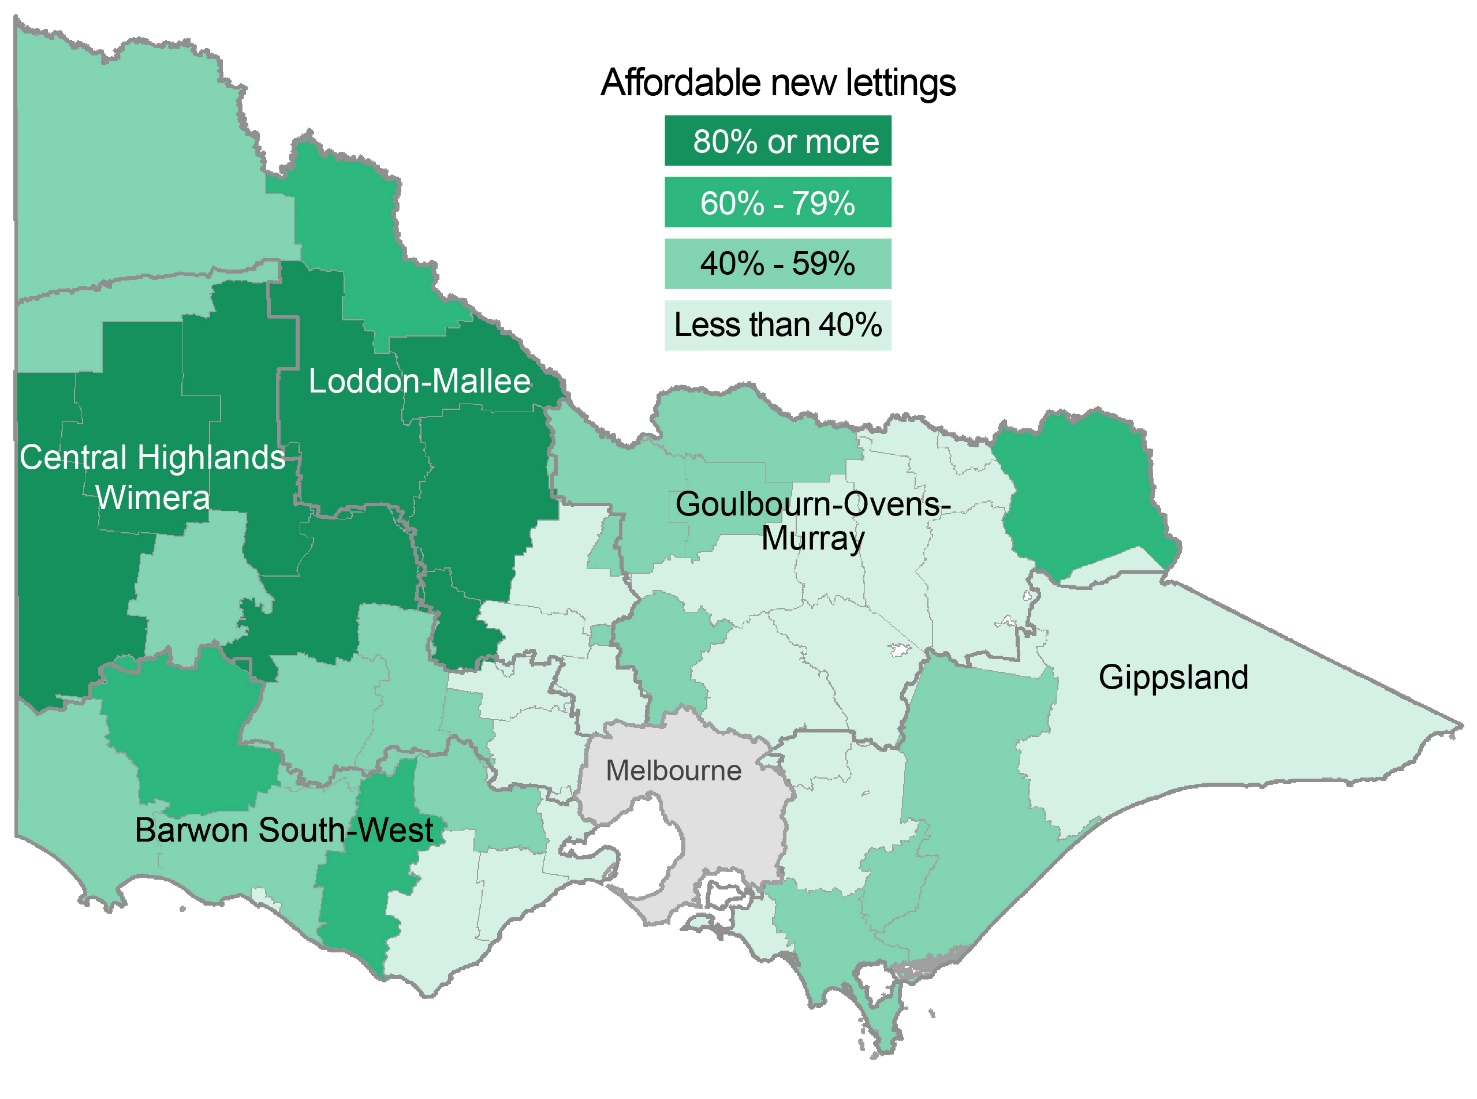 Affordable new lettings
80% or more
60% - 79%
40% - 59%
Less than 40%
Loddon-Mallee
Central Highlands
Wimera
Goulbourn-Ovens-
Murray
Gippsland
Melbourne
Barwon South-West